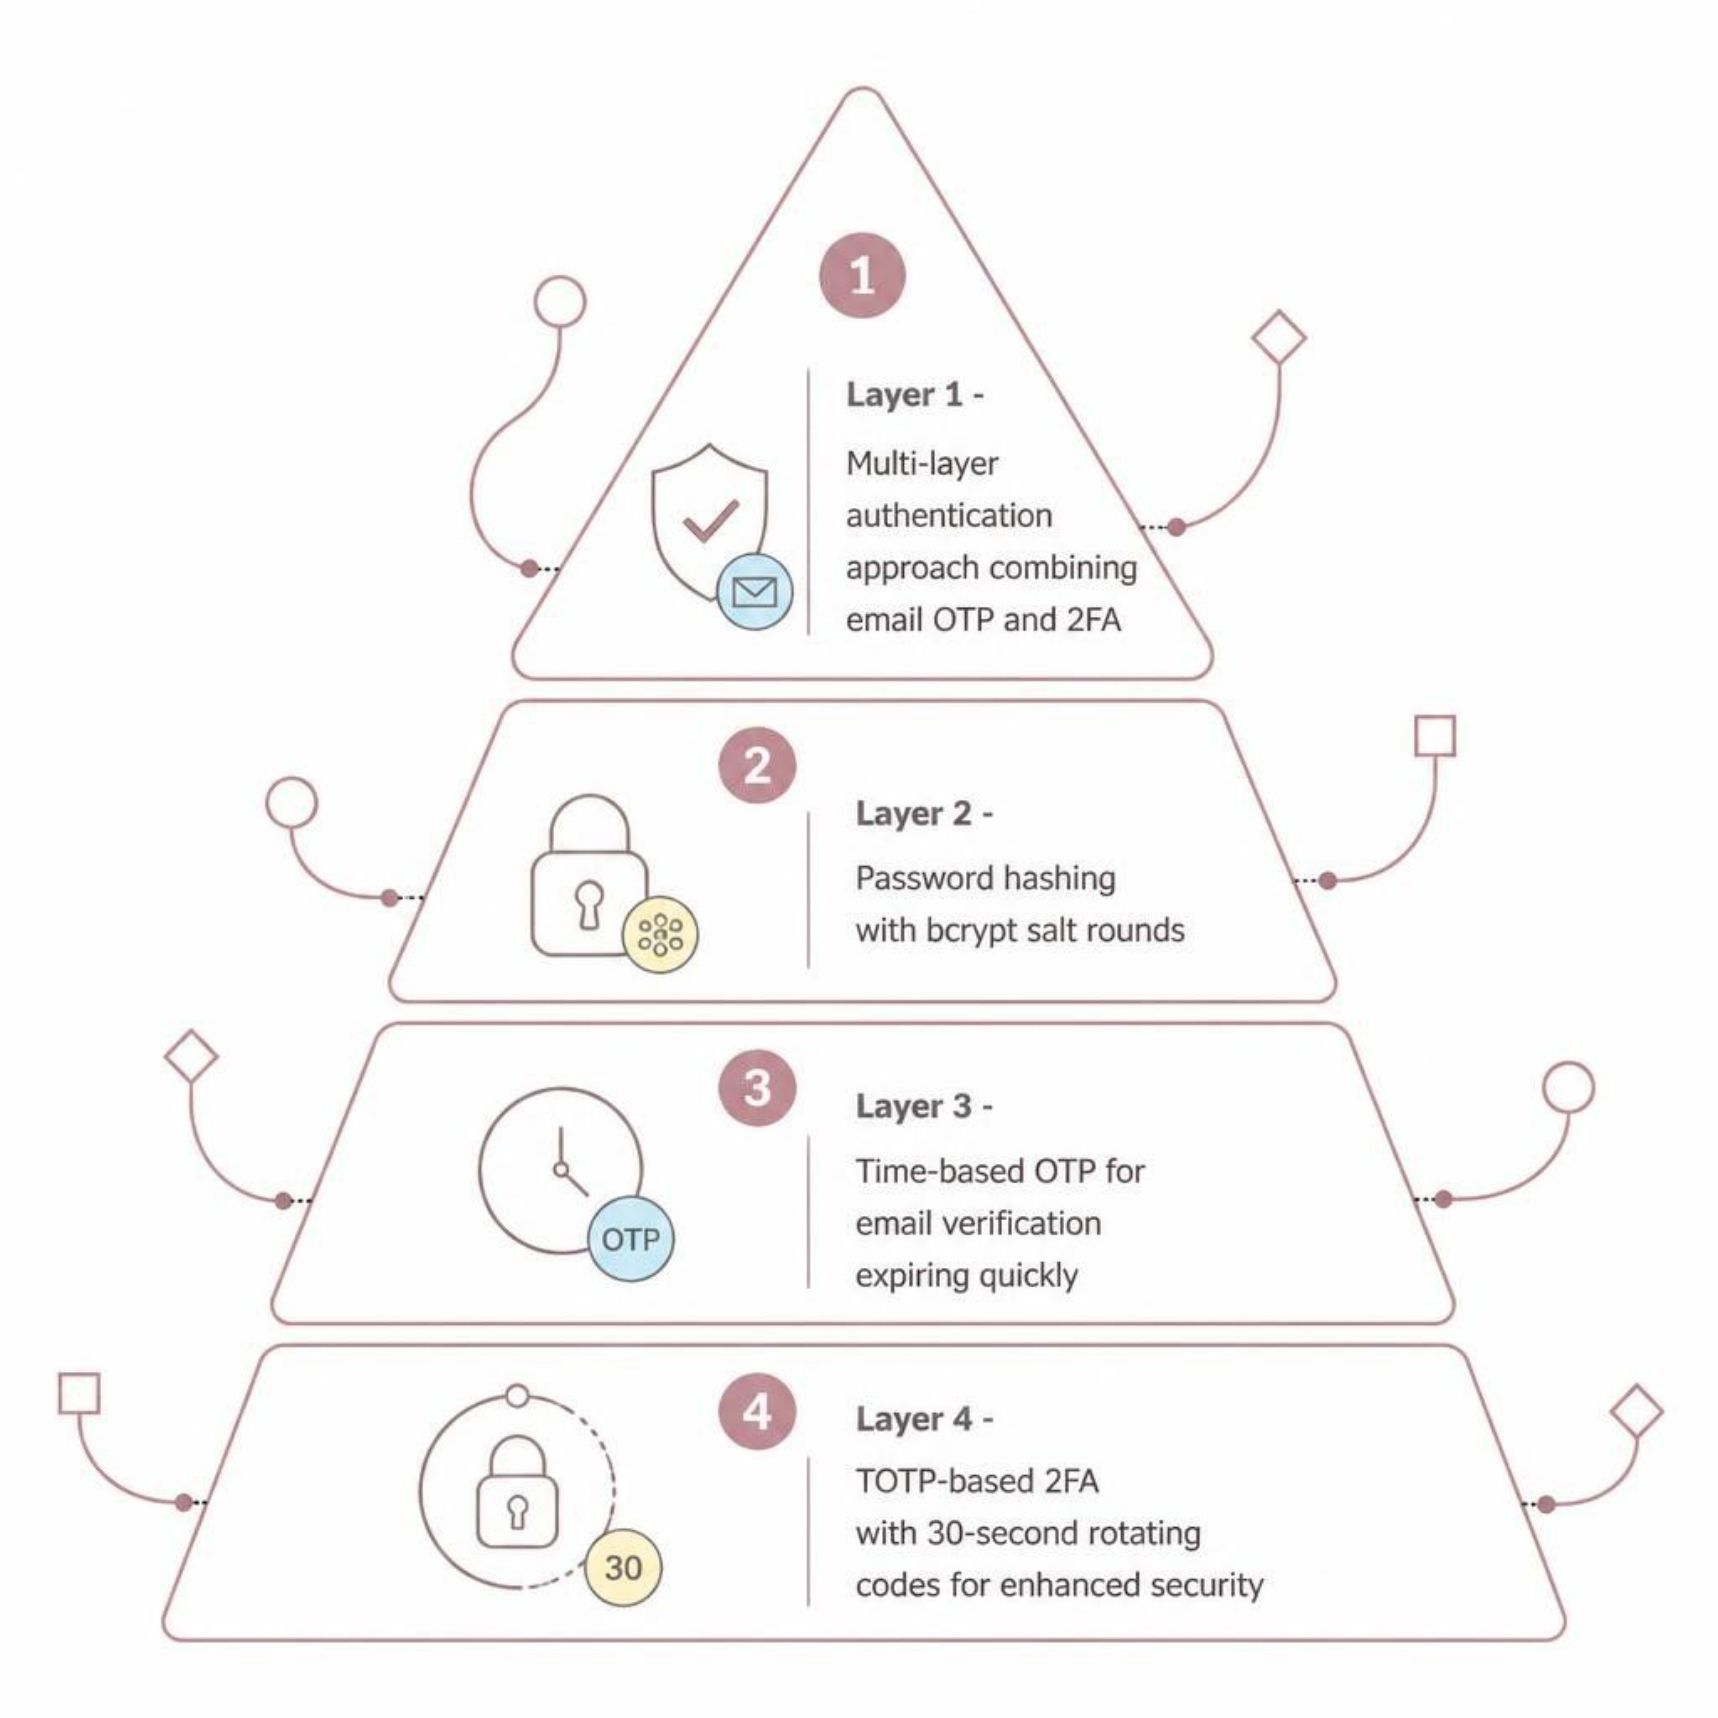 1
Layer 1 -
Multi-layer
authentication
approach combining
email OTP and 2FA
2
Layer 2 -
Password hashing
with bcrypt salt rounds
3
Layer 3 -
Time-based OTP for
email verification
expiring quickly
OTP
4
Layer 4 -
TOTP-based 2FA
with 30-second rotating
codes for enhanced security
30